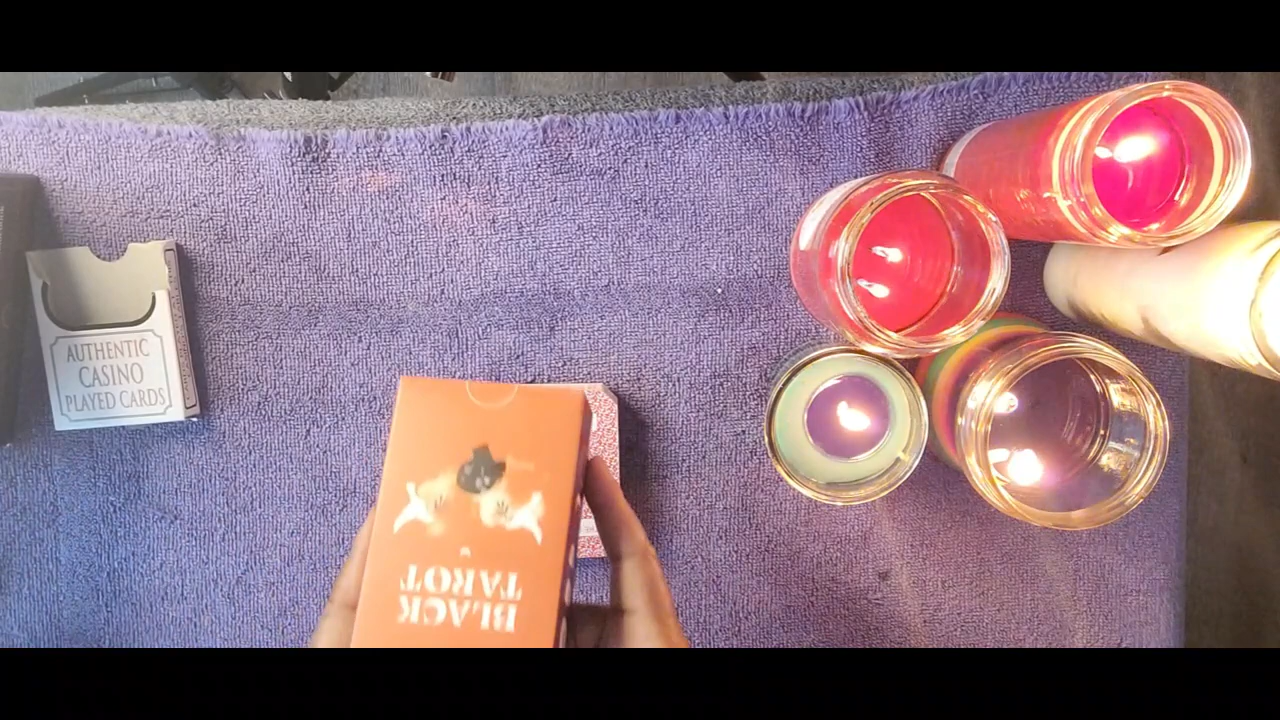 AUTHENTIC
CASINO
PLAYED CARDS
BLACK
TAROT